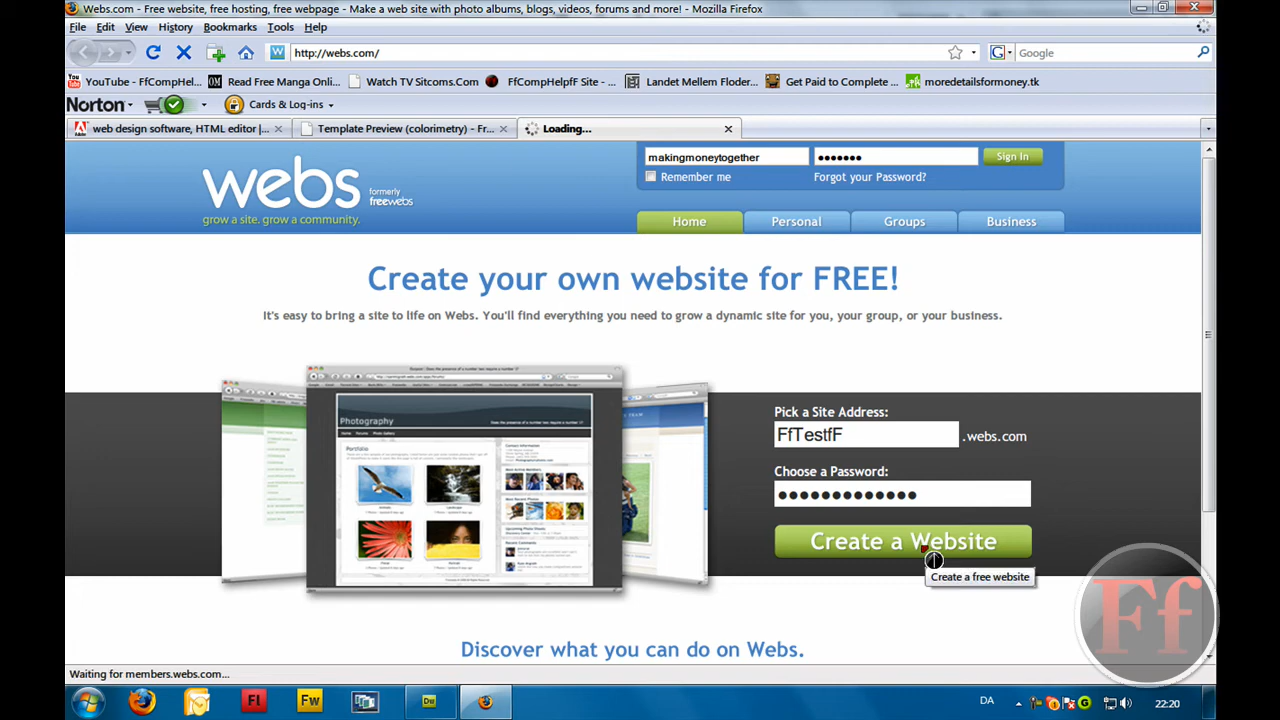 Webs.com - Free website, free hosting, free webpage - Make a web site with photo albums, blogs, videos, forums and more! - Mozilla Firefox
File Edit View History Bookmarks Tools Help
http://webs.com/
Google
YouTube - FfCompHel... Read Free Manga Onli... Watch TV Sitcoms.Com FfCompHelpfF Site - ... Landet Mellem Floder... Get Paid to Complete ... moredetailsformoney.tk
Norton Cards & Log-ins
web design software, HTML editor |... Template Preview (colorimetry) - Fr... Loading...
makingmoneytogether ●●●●●●● Sign In
Remember me Forgot your Password?
webs formerly freewebs
grow a site. grow a community.
Home Personal Groups Business
Create your own website for FREE!
It's easy to bring a site to life on Webs. You'll find everything you need to grow a dynamic site for you, your group, or your business.
Photography
Portfolio
Pick a Site Address:
FfTestfF .webs.com
Choose a Password:
●●●●●●●●●●●●●
Create a Website
Create a free website
Ff
Discover what you can do on Webs.
Waiting for members.webs.com...
Fl Fw Dw DA 22:20